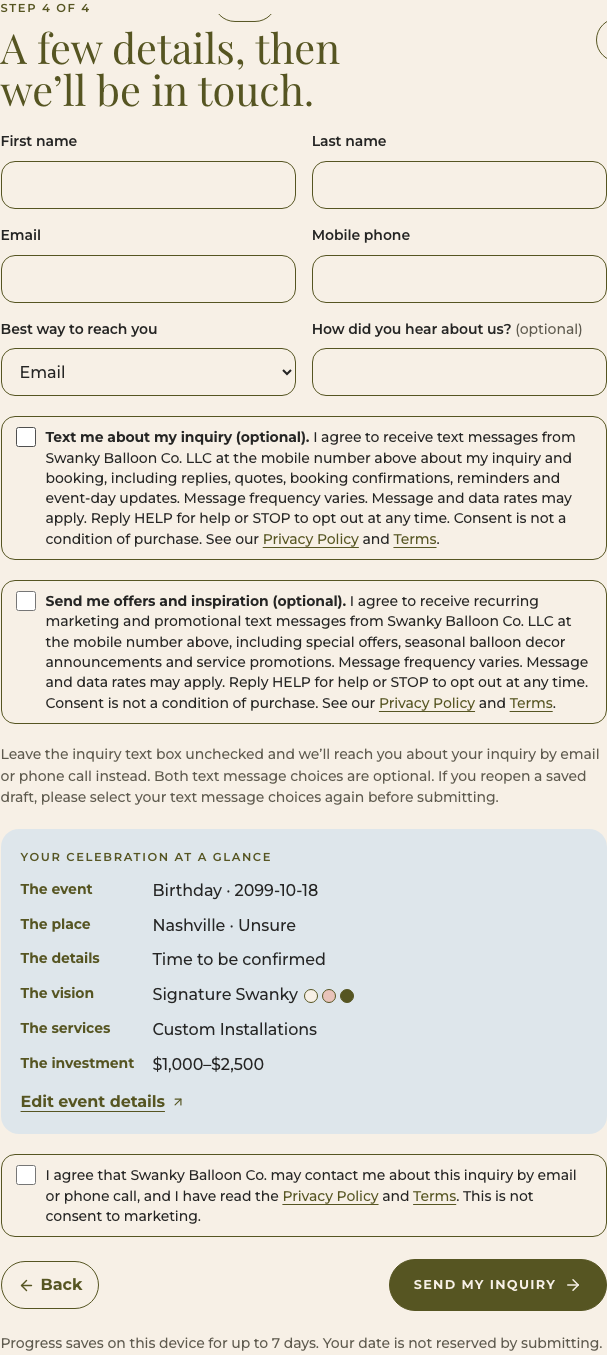 STEP 4 OF 4
A few details, then
we’ll be in touch.
First name
Last name
Email
Mobile phone
Best way to reach you
How did you hear about us? (optional)
Email
Text me about my inquiry (optional). I agree to receive text messages from
Swanky Balloon Co. LLC at the mobile number above about my inquiry and
booking, including replies, quotes, booking confirmations, reminders and
event-day updates. Message frequency varies. Message and data rates may
apply. Reply HELP for help or STOP to opt out at any time. Consent is not a
condition of purchase. See our Privacy Policy and Terms.
Send me offers and inspiration (optional). I agree to receive recurring
marketing and promotional text messages from Swanky Balloon Co. LLC at
the mobile number above, including special offers, seasonal balloon decor
announcements and service promotions. Message frequency varies. Message
and data rates may apply. Reply HELP for help or STOP to opt out at any time.
Consent is not a condition of purchase. See our Privacy Policy and Terms.
Leave the inquiry text box unchecked and we’ll reach you about your inquiry by email
or phone call instead. Both text message choices are optional. If you reopen a saved
draft, please select your text message choices again before submitting.
YOUR CELEBRATION AT A GLANCE
The event Birthday · 2099-10-18
The place Nashville · Unsure
The details Time to be confirmed
The vision Signature Swanky
The services Custom Installations
The investment $1,000–$2,500
Edit event details ↗
I agree that Swanky Balloon Co. may contact me about this inquiry by email
or phone call, and I have read the Privacy Policy and Terms. This is not
consent to marketing.
← Back
SEND MY INQUIRY →
Progress saves on this device for up to 7 days. Your date is not reserved by submitting.